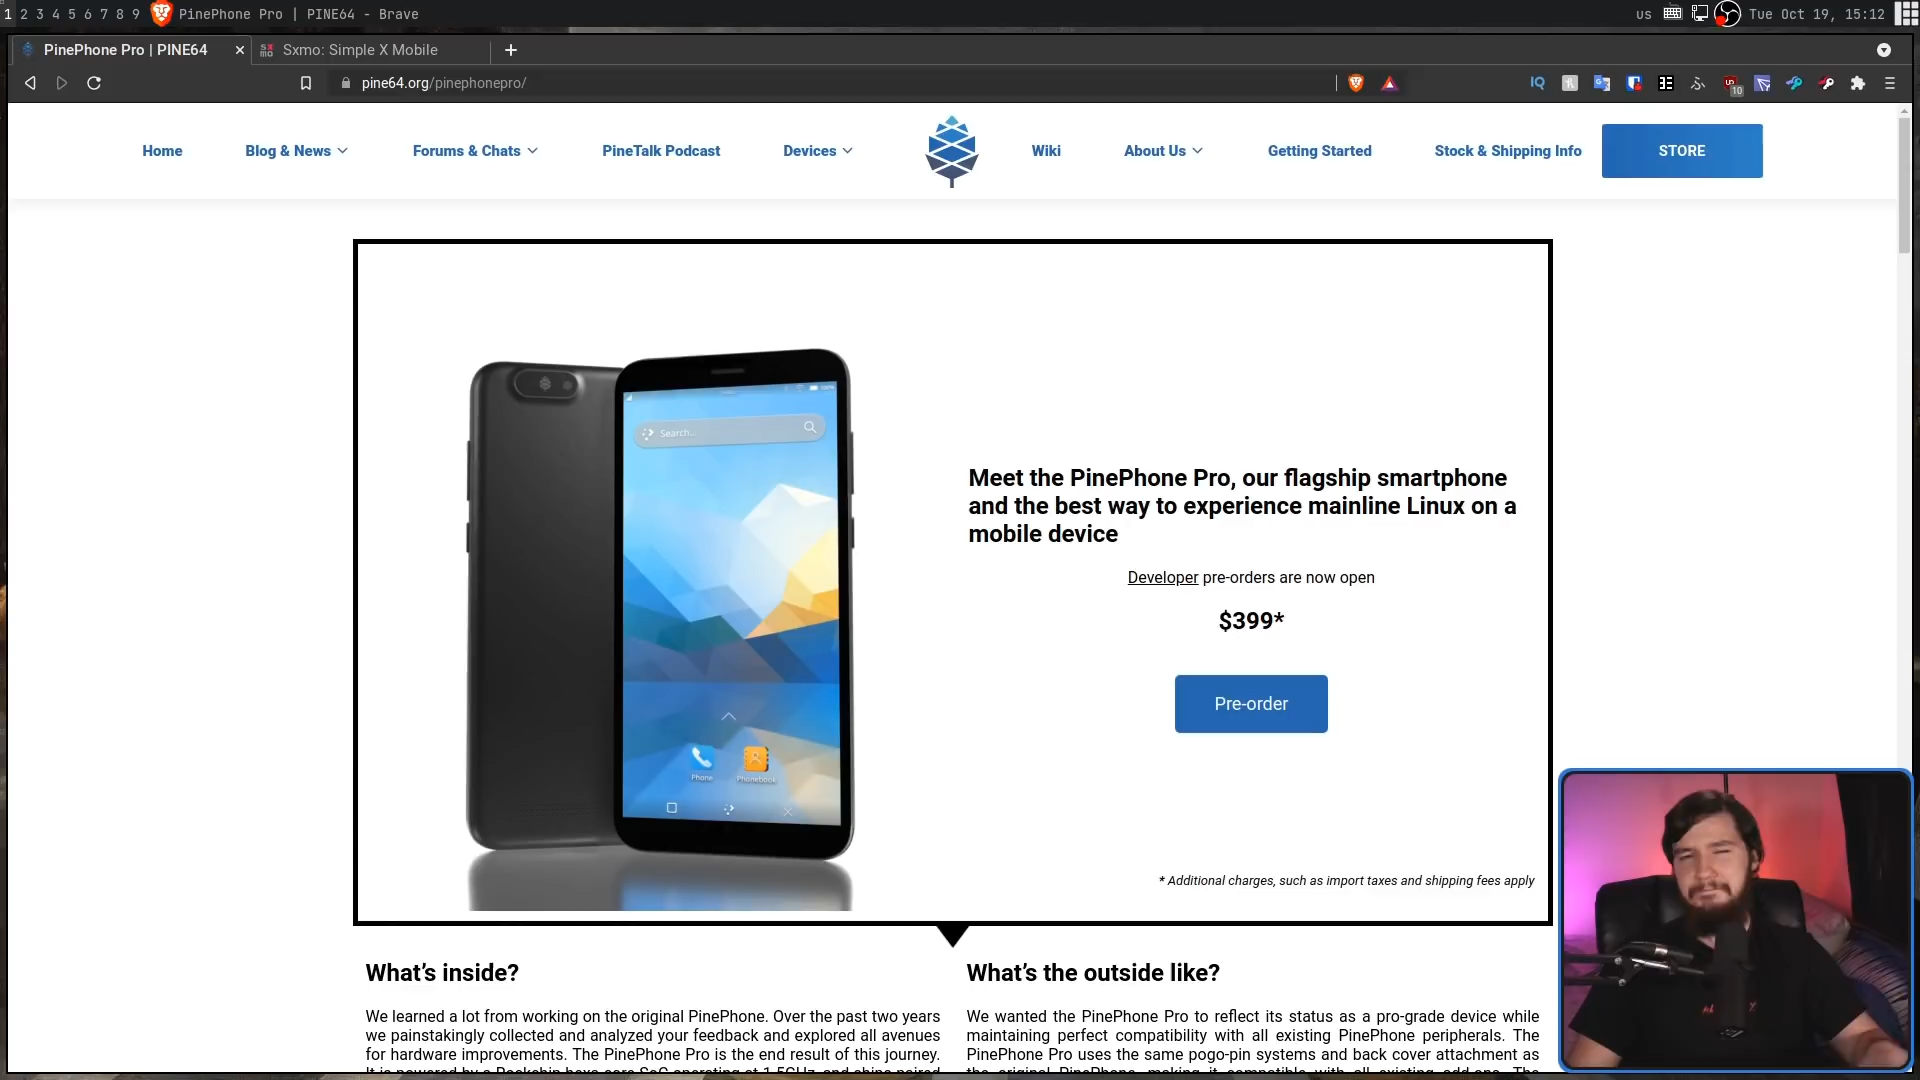 1 2 3 4 5 6 7 8 9 PinePhone Pro | PINE64 - Brave
us Tue Oct 19, 15:12
PinePhone Pro | PINE64
Sxmo: Simple X Mobile
pine64.org/pinephonepro/
IQ
10
Home
Blog & News
Forums & Chats
PineTalk Podcast
Devices
Wiki
About Us
Getting Started
Stock & Shipping Info
STORE
Search...
Phone
Phonebook
Meet the PinePhone Pro, our flagship smartphone
and the best way to experience mainline Linux on a
mobile device
Developer pre-orders are now open
$399*
Pre-order
* Additional charges, such as import taxes and shipping fees apply
What's inside?
We learned a lot from working on the original PinePhone. Over the past two years
we painstakingly collected and analyzed your feedback and explored all avenues
for hardware improvements. The PinePhone Pro is the end result of this journey.
What's the outside like?
We wanted the PinePhone Pro to reflect its status as a pro-grade device while
maintaining perfect compatibility with all existing PinePhone peripherals. The
PinePhone Pro uses the same pogo-pin systems and back cover attachment as